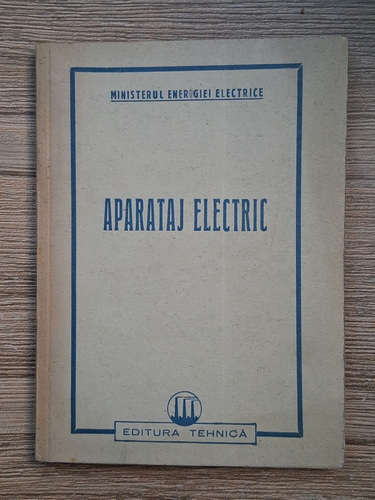 MINISTERUL ENERGIEI ELECTRICE
APARATAJ ELECTRIC
EDITURA TEHNICĂ